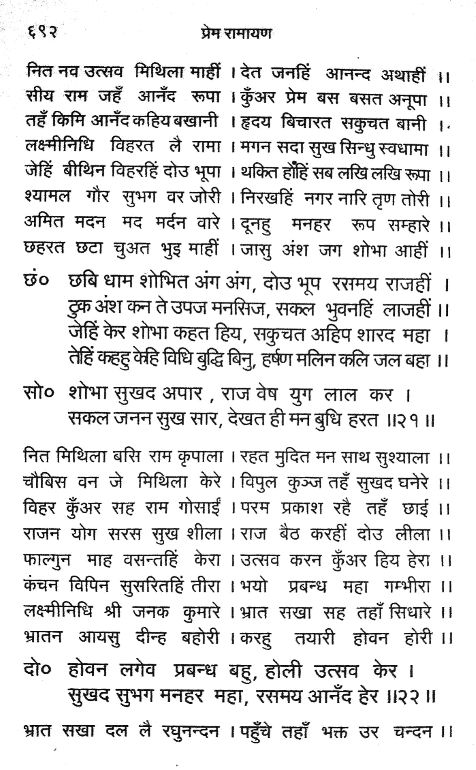 ६९२ प्रेम रामायण
नित नव उत्सव मिथिला माहीं । देत जनहिं आनन्द अथाहीं ।।
सीय राम जहँ आनँद रूपा । कुँअर प्रेम बस बसत अनूपा ।।
तहँ किमि आनँद कहिय बखानी । हृदय बिचारत सकुचत बानी ।
लक्ष्मीनिधि विहरत लै रामा । मगन सदा सुख सिन्धु स्वधामा ।।
जेहिं बीथिन विहरहिं दोउ भूपा । थकित होंहिं सब लखि लखि रूपा ।।
श्यामल गौर सुभग वर जोरी । निरखहिं नगर नारि तृण तोरी ।।
अमित मदन मद मर्दन वारे । दूनहु मनहर रूप सम्हारे ।।
छहरत छटा चुअत भुइ माहीं । जासु अंश जग शोभा आहीं ।।
छं० छबि धाम शोभित अंग अंग, दोउ भूप रसमय राजहीं ।
टुक अंश कन ते उपज मनसिज, सकल भुवनहिं लाजहीं ।।
जेहिं केर शोभा कहत हिय, सकुचत अहिप शारद महा ।
तेहिं कहहु केहि विधि बुद्धि बिनु, हर्षण मलिन कलि जल बहा ।।
सो० शोभा सुखद अपार , राज वेष युग लाल कर ।
सकल जनन सुख सार, देखत ही मन बुधि हरत ।।२१।।
नित मिथिला बसि राम कृपाला । रहत मुदित मन साथ सुश्याला ।।
चौबिस वन जे मिथिला केरे । विपुल कुञ्ज तहँ सुखद घनेरे ।।
विहर कुँअर सह राम गोसाईं । परम प्रकाश रहै तहँ छाई ।।
राजन योग सरस सुख शीला । राज बैठ करहीं दोउ लीला ।।
फाल्गुन माह वसन्तहिं केरा । उत्सव करन कुँअर हिय हेरा ।।
कंचन विपिन सुसरितहिं तीरा । भयो प्रबन्ध महा गम्भीरा ।।
लक्ष्मीनिधि श्री जनक कुमारे । भ्रात सखा सह तहाँ सिधारे ।।
भ्रातन आयसु दीन्ह बहोरी । करहु तयारी होवन होरी ।।
दो० होवन लगेव प्रबन्ध बहु, होली उत्सव केर ।
सुखद सुभग मनहर महा, रसमय आनँद हेर ।।२२।।
भ्रात सखा दल लै रघुनन्दन । पहुँचे तहाँ भक्त उर चन्दन ।।